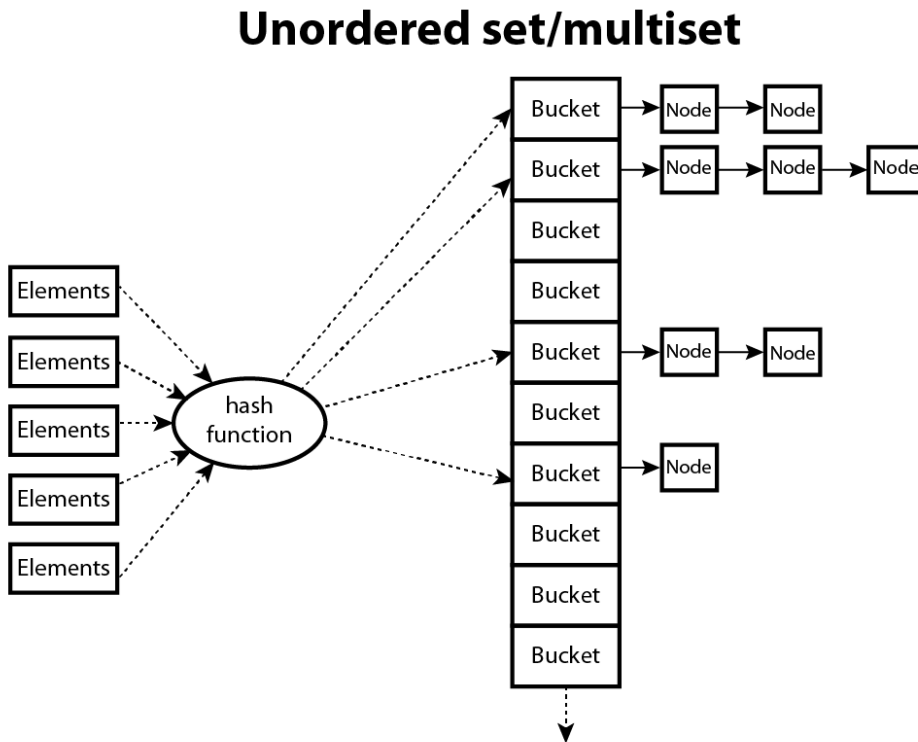 Unordered set/multiset
Elements
Elements
Elements
Elements
Elements
hash
function
Bucket
Node
Node
Bucket
Node
Node
Node
Bucket
Bucket
Bucket
Node
Node
Bucket
Bucket
Node
Bucket
Bucket
Bucket